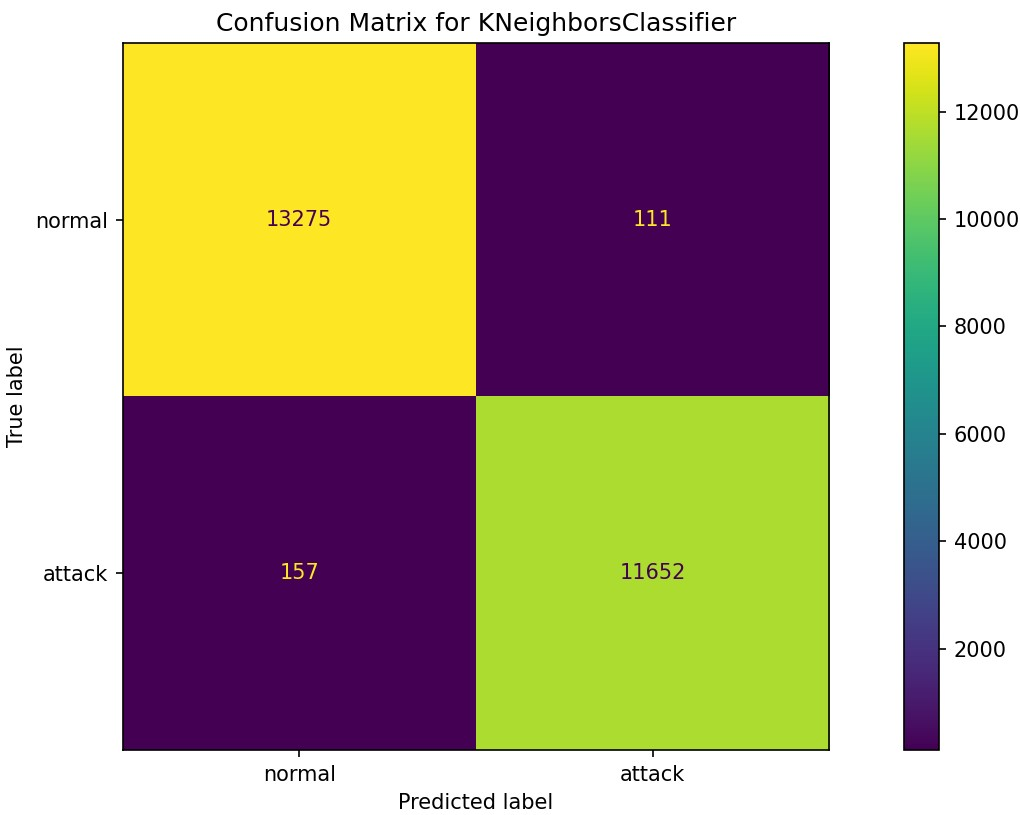 Confusion Matrix for KNeighborsClassifier
True label
normal
attack
13275
111
157
11652
normal
attack
Predicted label
12000
10000
8000
6000
4000
2000